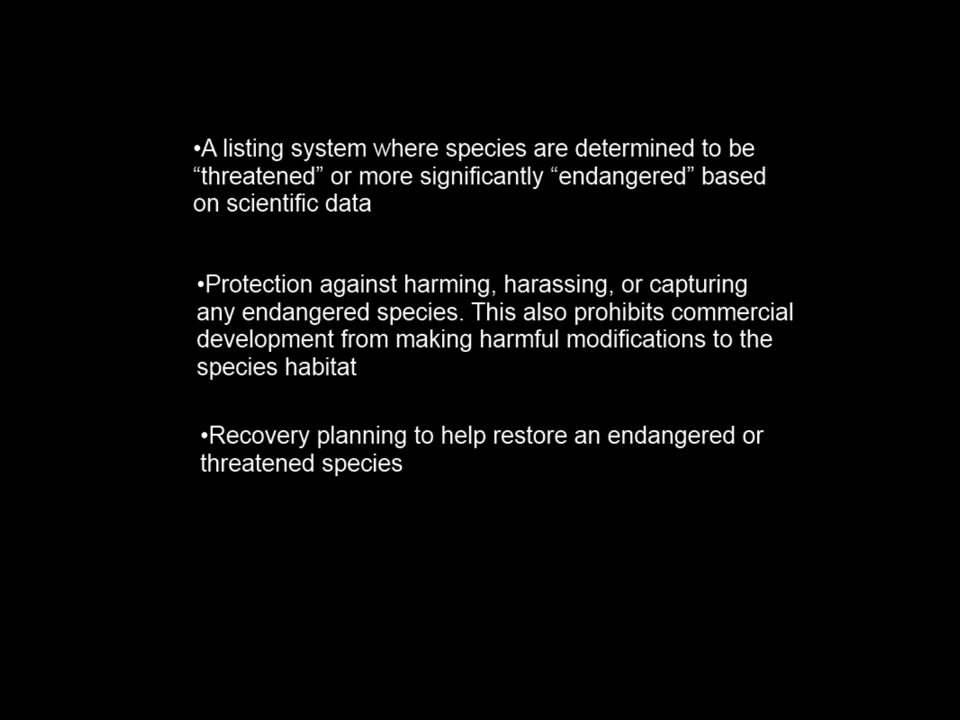 •A listing system where species are determined to be
“threatened” or more significantly “endangered” based
on scientific data
•Protection against harming, harassing, or capturing
any endangered species. This also prohibits commercial
development from making harmful modifications to the
species habitat
•Recovery planning to help restore an endangered or
threatened species